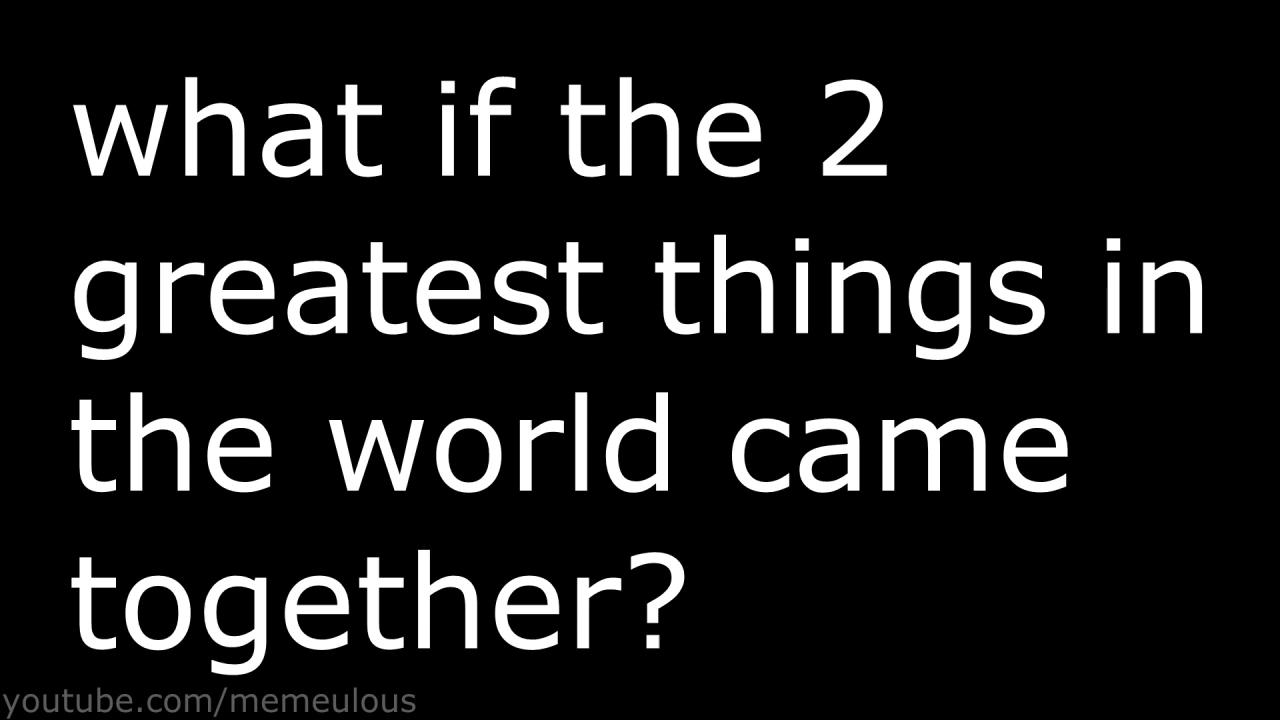 what if the 2
greatest things in
the world came
together?
youtube.com/memeulous